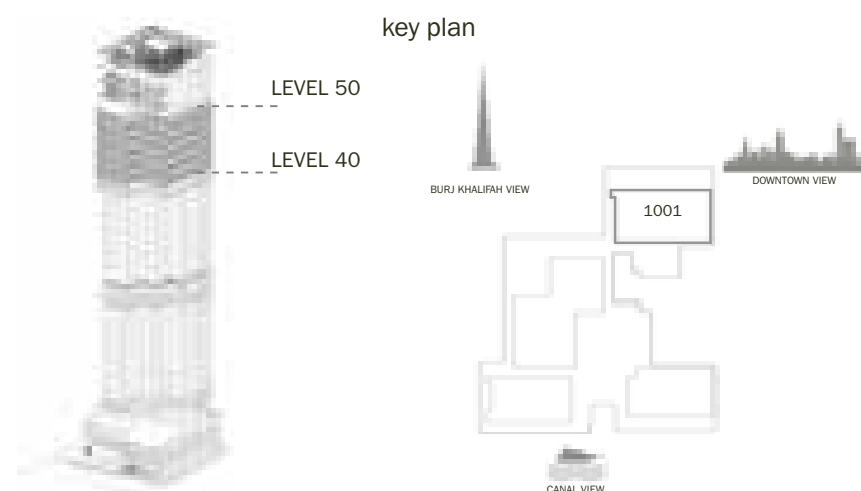 key plan
LEVEL 50
LEVEL 40
BURJ KHALIFAH VIEW
DOWNTOWN VIEW
1001
CANAL VIEW